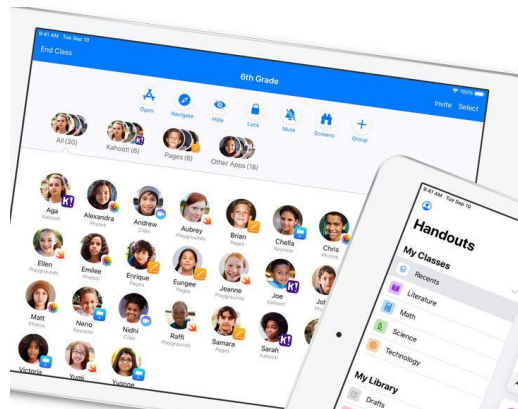 9:41 AM Tue Sep 10
100%
End Class
6th Grade
Invite Select
Open Navigate Hide Lock Mute Screens Group
All (30) Kahoot! (6) Pages (6) Other Apps (18)
Aga Alexandra Andrew Aubrey Brian Chella Chris
Kahoot! Photos Clips Playgrounds Pages Keynote Photos
Ellen Emilee Enrique Eungee Jeanne Joe
Playgrounds Photos Pages Pages Playgrounds Kahoot!
Matt Nerio Nidhi Raffi Samara Sarah
Photos Keynote Clips Playgrounds Pages Kahoot!
Victoria Yumi Yvonne
9:41 AM Tue Sep 10
Handouts
My Classes
Recents
Literature
Math
Science
Technology
My Library
Drafts